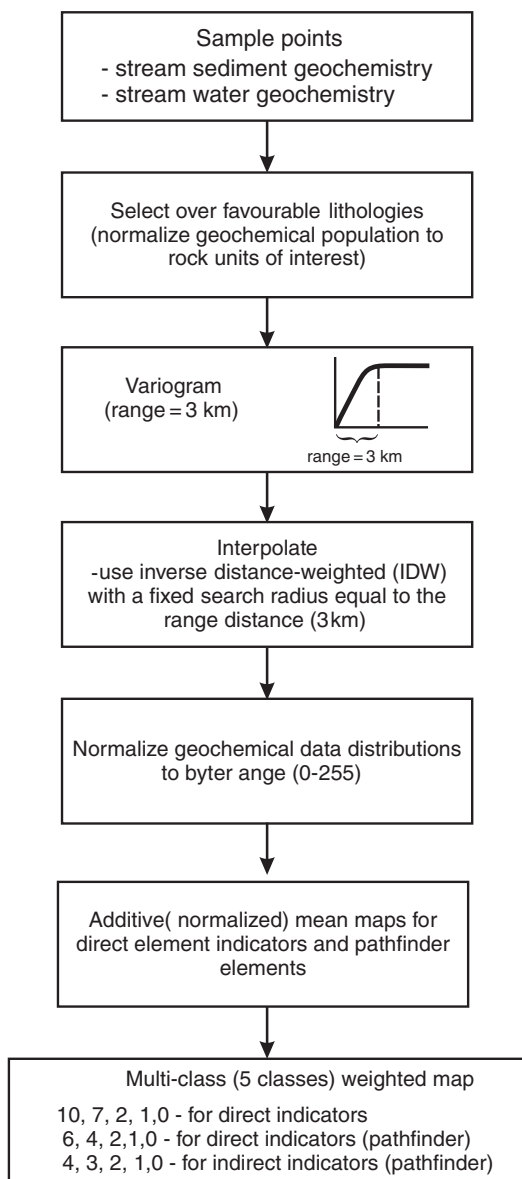 Sample points
- stream sediment geochemistry
- stream water geochemistry
Select over favourable lithologies
(normalize geochemical population to
rock units of interest)
Variogram
(range = 3 km)
range = 3 km
Interpolate
-use inverse distance-weighted (IDW)
with a fixed search radius equal to the
range distance (3km)
Normalize geochemical data distributions
to byter ange (0-255)
Additive( normalized) mean maps for
direct element indicators and pathfinder
elements
Multi-class (5 classes) weighted map
10, 7, 2, 1,0 - for direct indicators
6, 4, 2,1,0 - for direct indicators (pathfinder)
4, 3, 2, 1,0 - for indirect indicators (pathfinder)